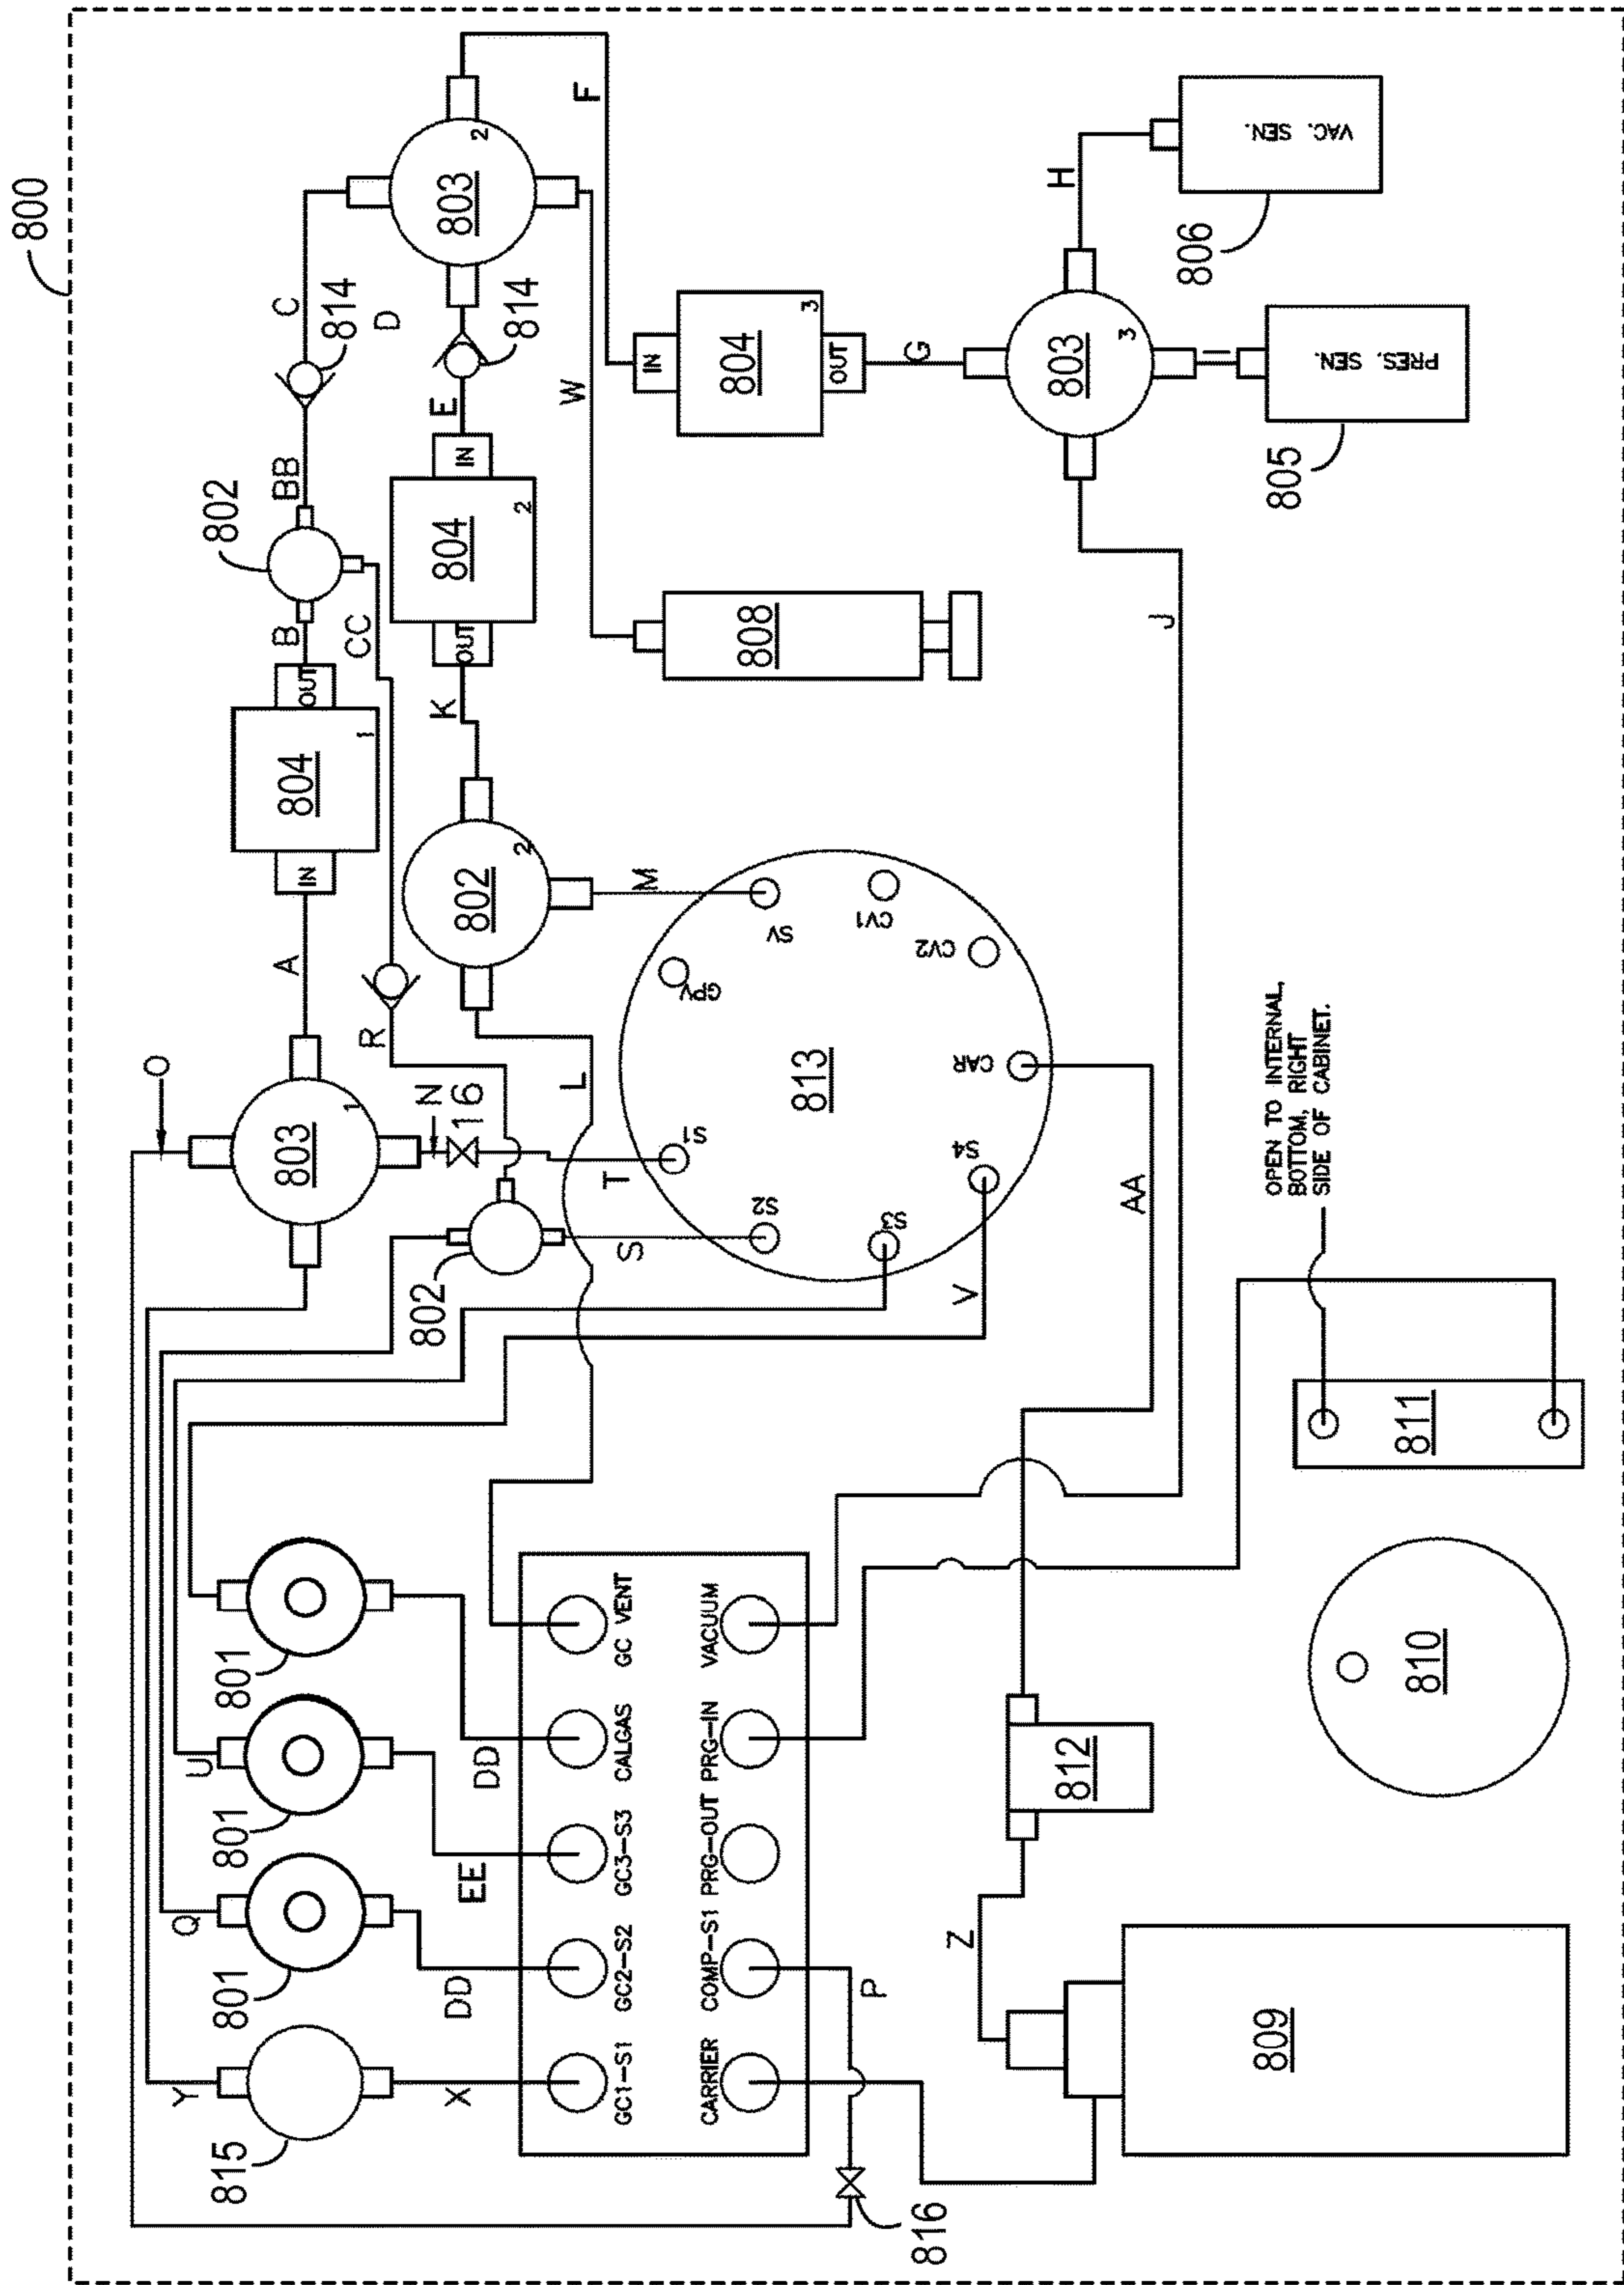 800
O
A
B
802
BB
C
814
D
F
803
1
IN
804
1
OUT
CC
E
814
803
2
IN
804
2
OUT
K
W
R
N
16
802
2
L
M
T
S
802
808
IN
804
3
OUT
G
803
3
H
I
J
VAC. SEN.
806
PRES. SEN.
805
813
S1
S2
S3
S4
CAR
CV2
CV1
SV
GPV
V
AA
OPEN TO INTERNAL,
BOTTOM, RIGHT
SIDE OF CABINET.
811
810
812
Z
809
Y
815
X
Q
801
DD
U
801
EE
801
DD
GC1-S1
GC2-S2
GC3-S3
CALGAS
GC VENT
CARRIER
COMP-S1
PRG-OUT
PRG-IN
VACUUM
P
816